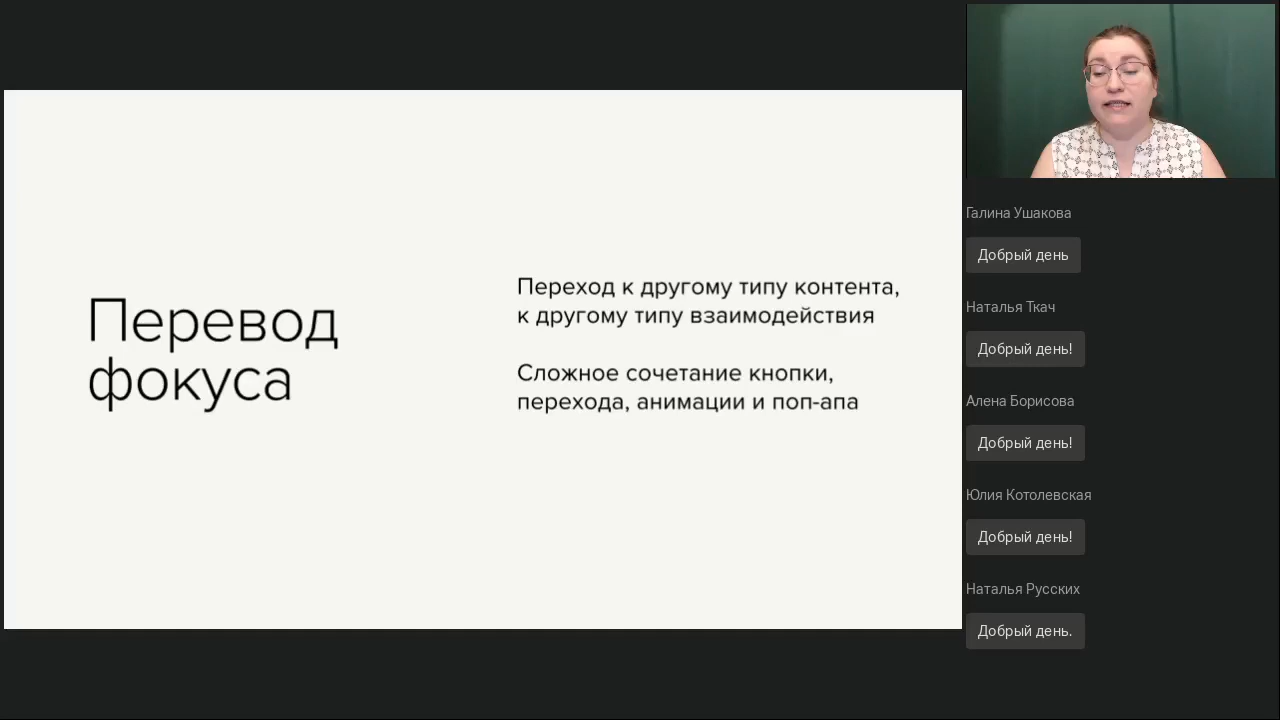 Перевод
фокуса
Переход к другому типу контента,
к другому типу взаимодействия
Сложное сочетание кнопки,
перехода, анимации и поп-апа
Галина Ушакова
Добрый день
Наталья Ткач
Добрый день!
Алена Борисова
Добрый день!
Юлия Котолевская
Добрый день!
Наталья Русских
Добрый день.